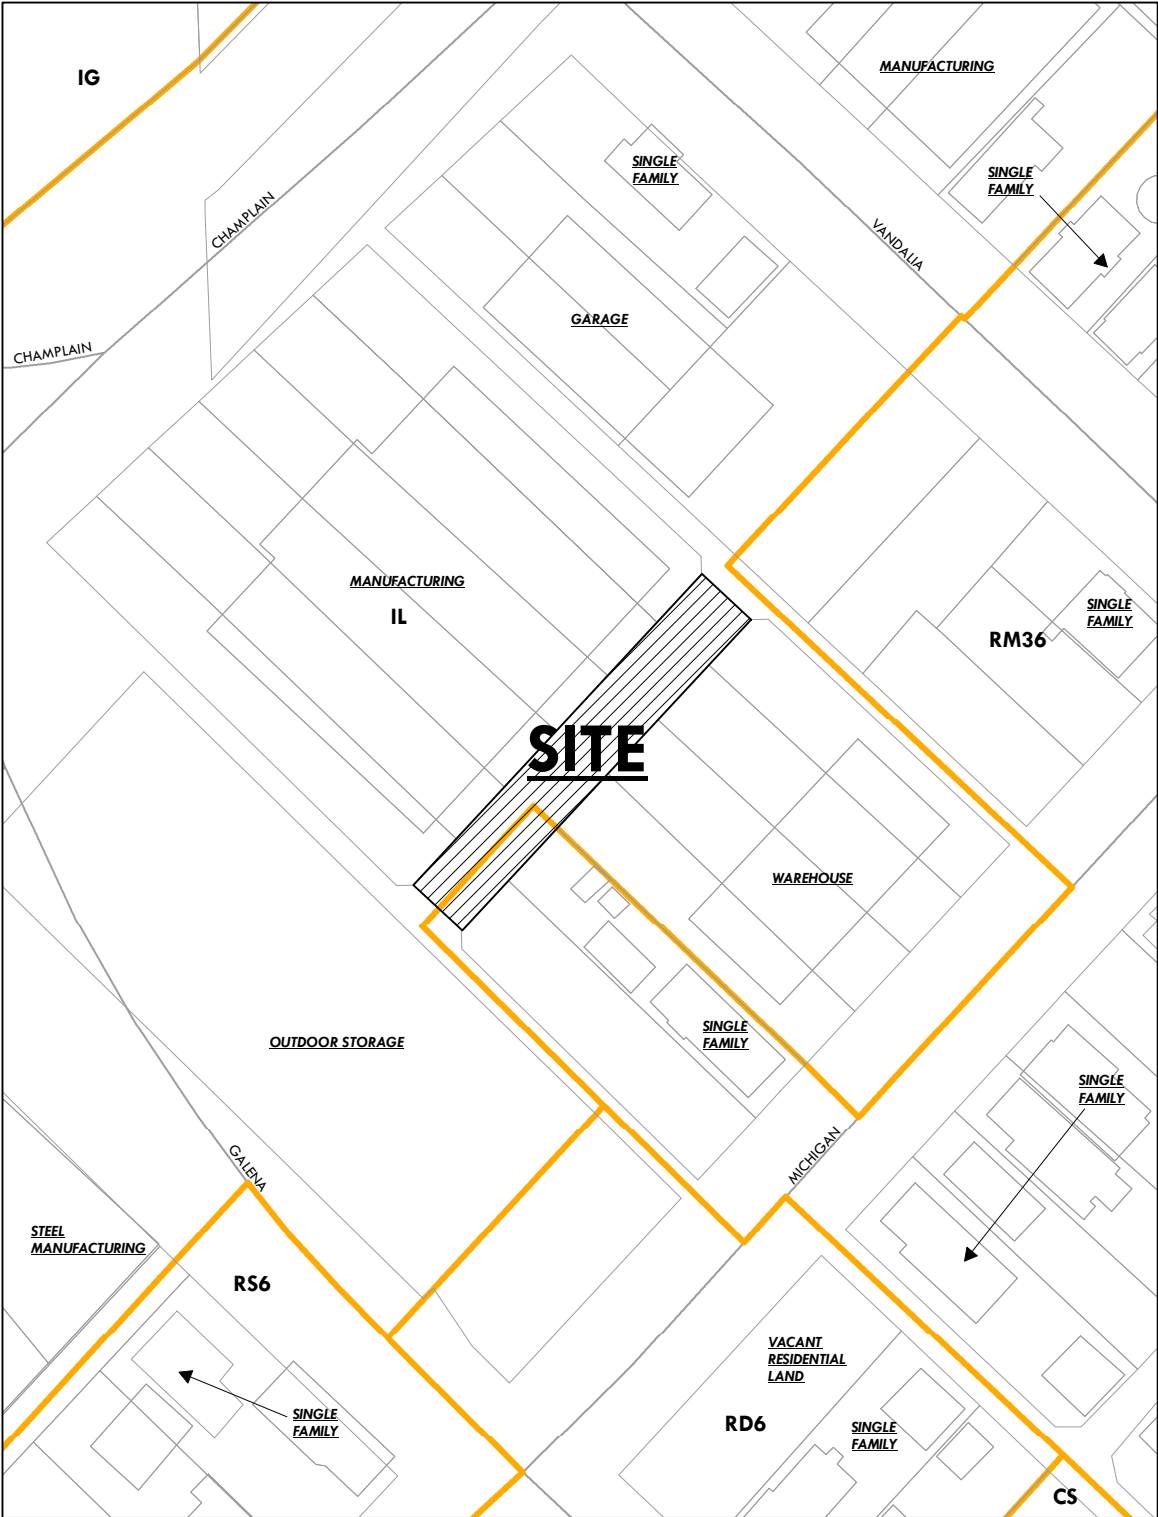 IG
MANUFACTURING
SINGLE
FAMILY
SINGLE
FAMILY
CHAMPLAIN
VANDALIA
GARAGE
CHAMPLAIN
MANUFACTURING
IL
SINGLE
FAMILY
RM36
SITE
WAREHOUSE
OUTDOOR STORAGE
SINGLE
FAMILY
SINGLE
FAMILY
GALENA
MICHIGAN
STEEL
MANUFACTURING
RS6
VACANT
RESIDENTIAL
LAND
SINGLE
FAMILY
RD6
SINGLE
FAMILY
CS